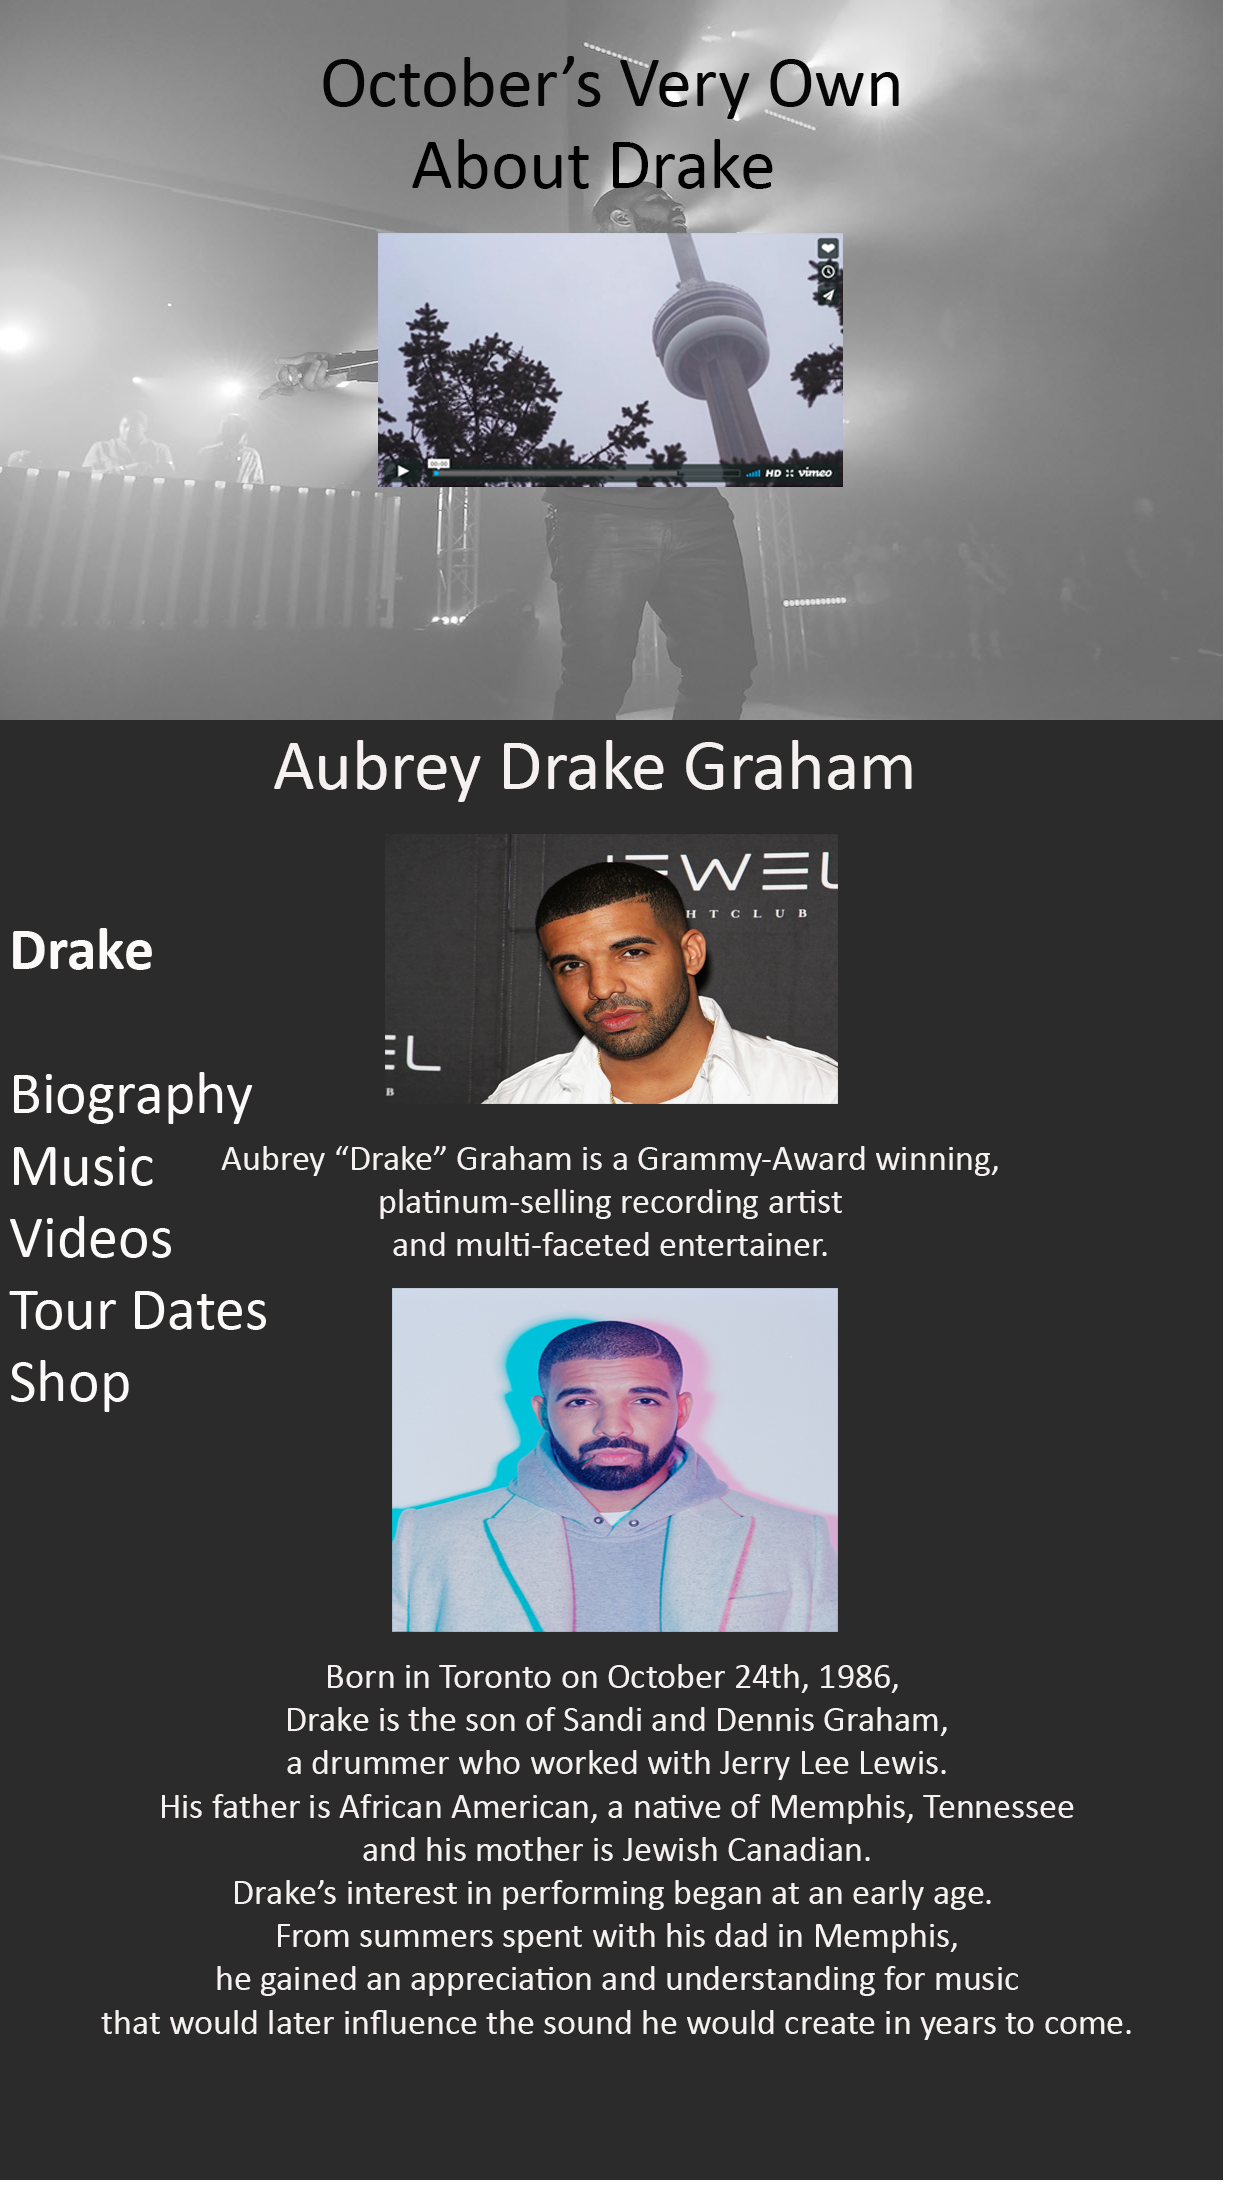 October’s Very Own
About Drake
00:00
HD vimeo
Aubrey Drake Graham
JEWEL
HTCLUB
EL
B
Drake
Biography
Music
Videos
Tour Dates
Shop
Aubrey “Drake” Graham is a Grammy-Award winning,
platinum-selling recording artist
and multi-faceted entertainer.
Born in Toronto on October 24th, 1986,
Drake is the son of Sandi and Dennis Graham,
a drummer who worked with Jerry Lee Lewis.
His father is African American, a native of Memphis, Tennessee
and his mother is Jewish Canadian.
Drake’s interest in performing began at an early age.
From summers spent with his dad in Memphis,
he gained an appreciation and understanding for music
that would later influence the sound he would create in years to come.